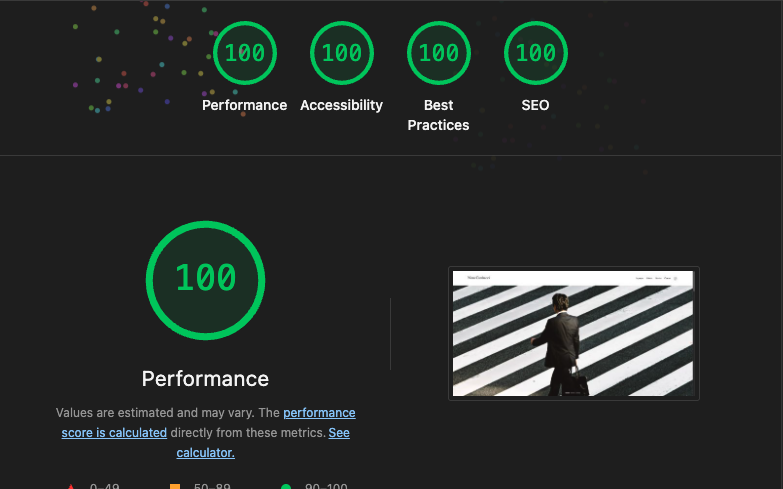 100
100
100
100
Performance
Accessibility
Best
Practices
SEO
100
Performance
Values are estimated and may vary. The performance
score is calculated directly from these metrics. See
calculator.
0–49
50–89
90–100